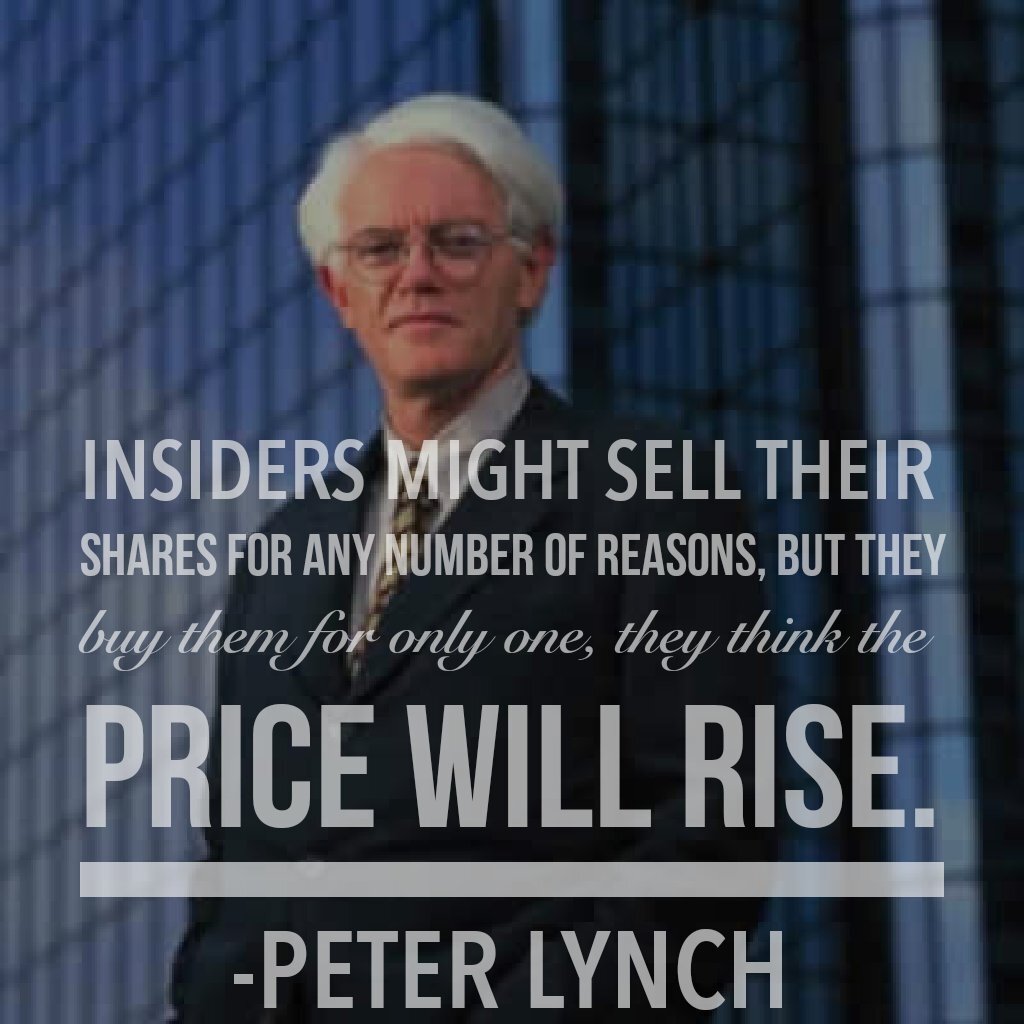 INSIDERS MIGHT SELL THEIR
SHARES FOR ANY NUMBER OF REASONS, BUT THEY
buy them for only one, they think the
PRICE WILL RISE.
-PETER LYNCH